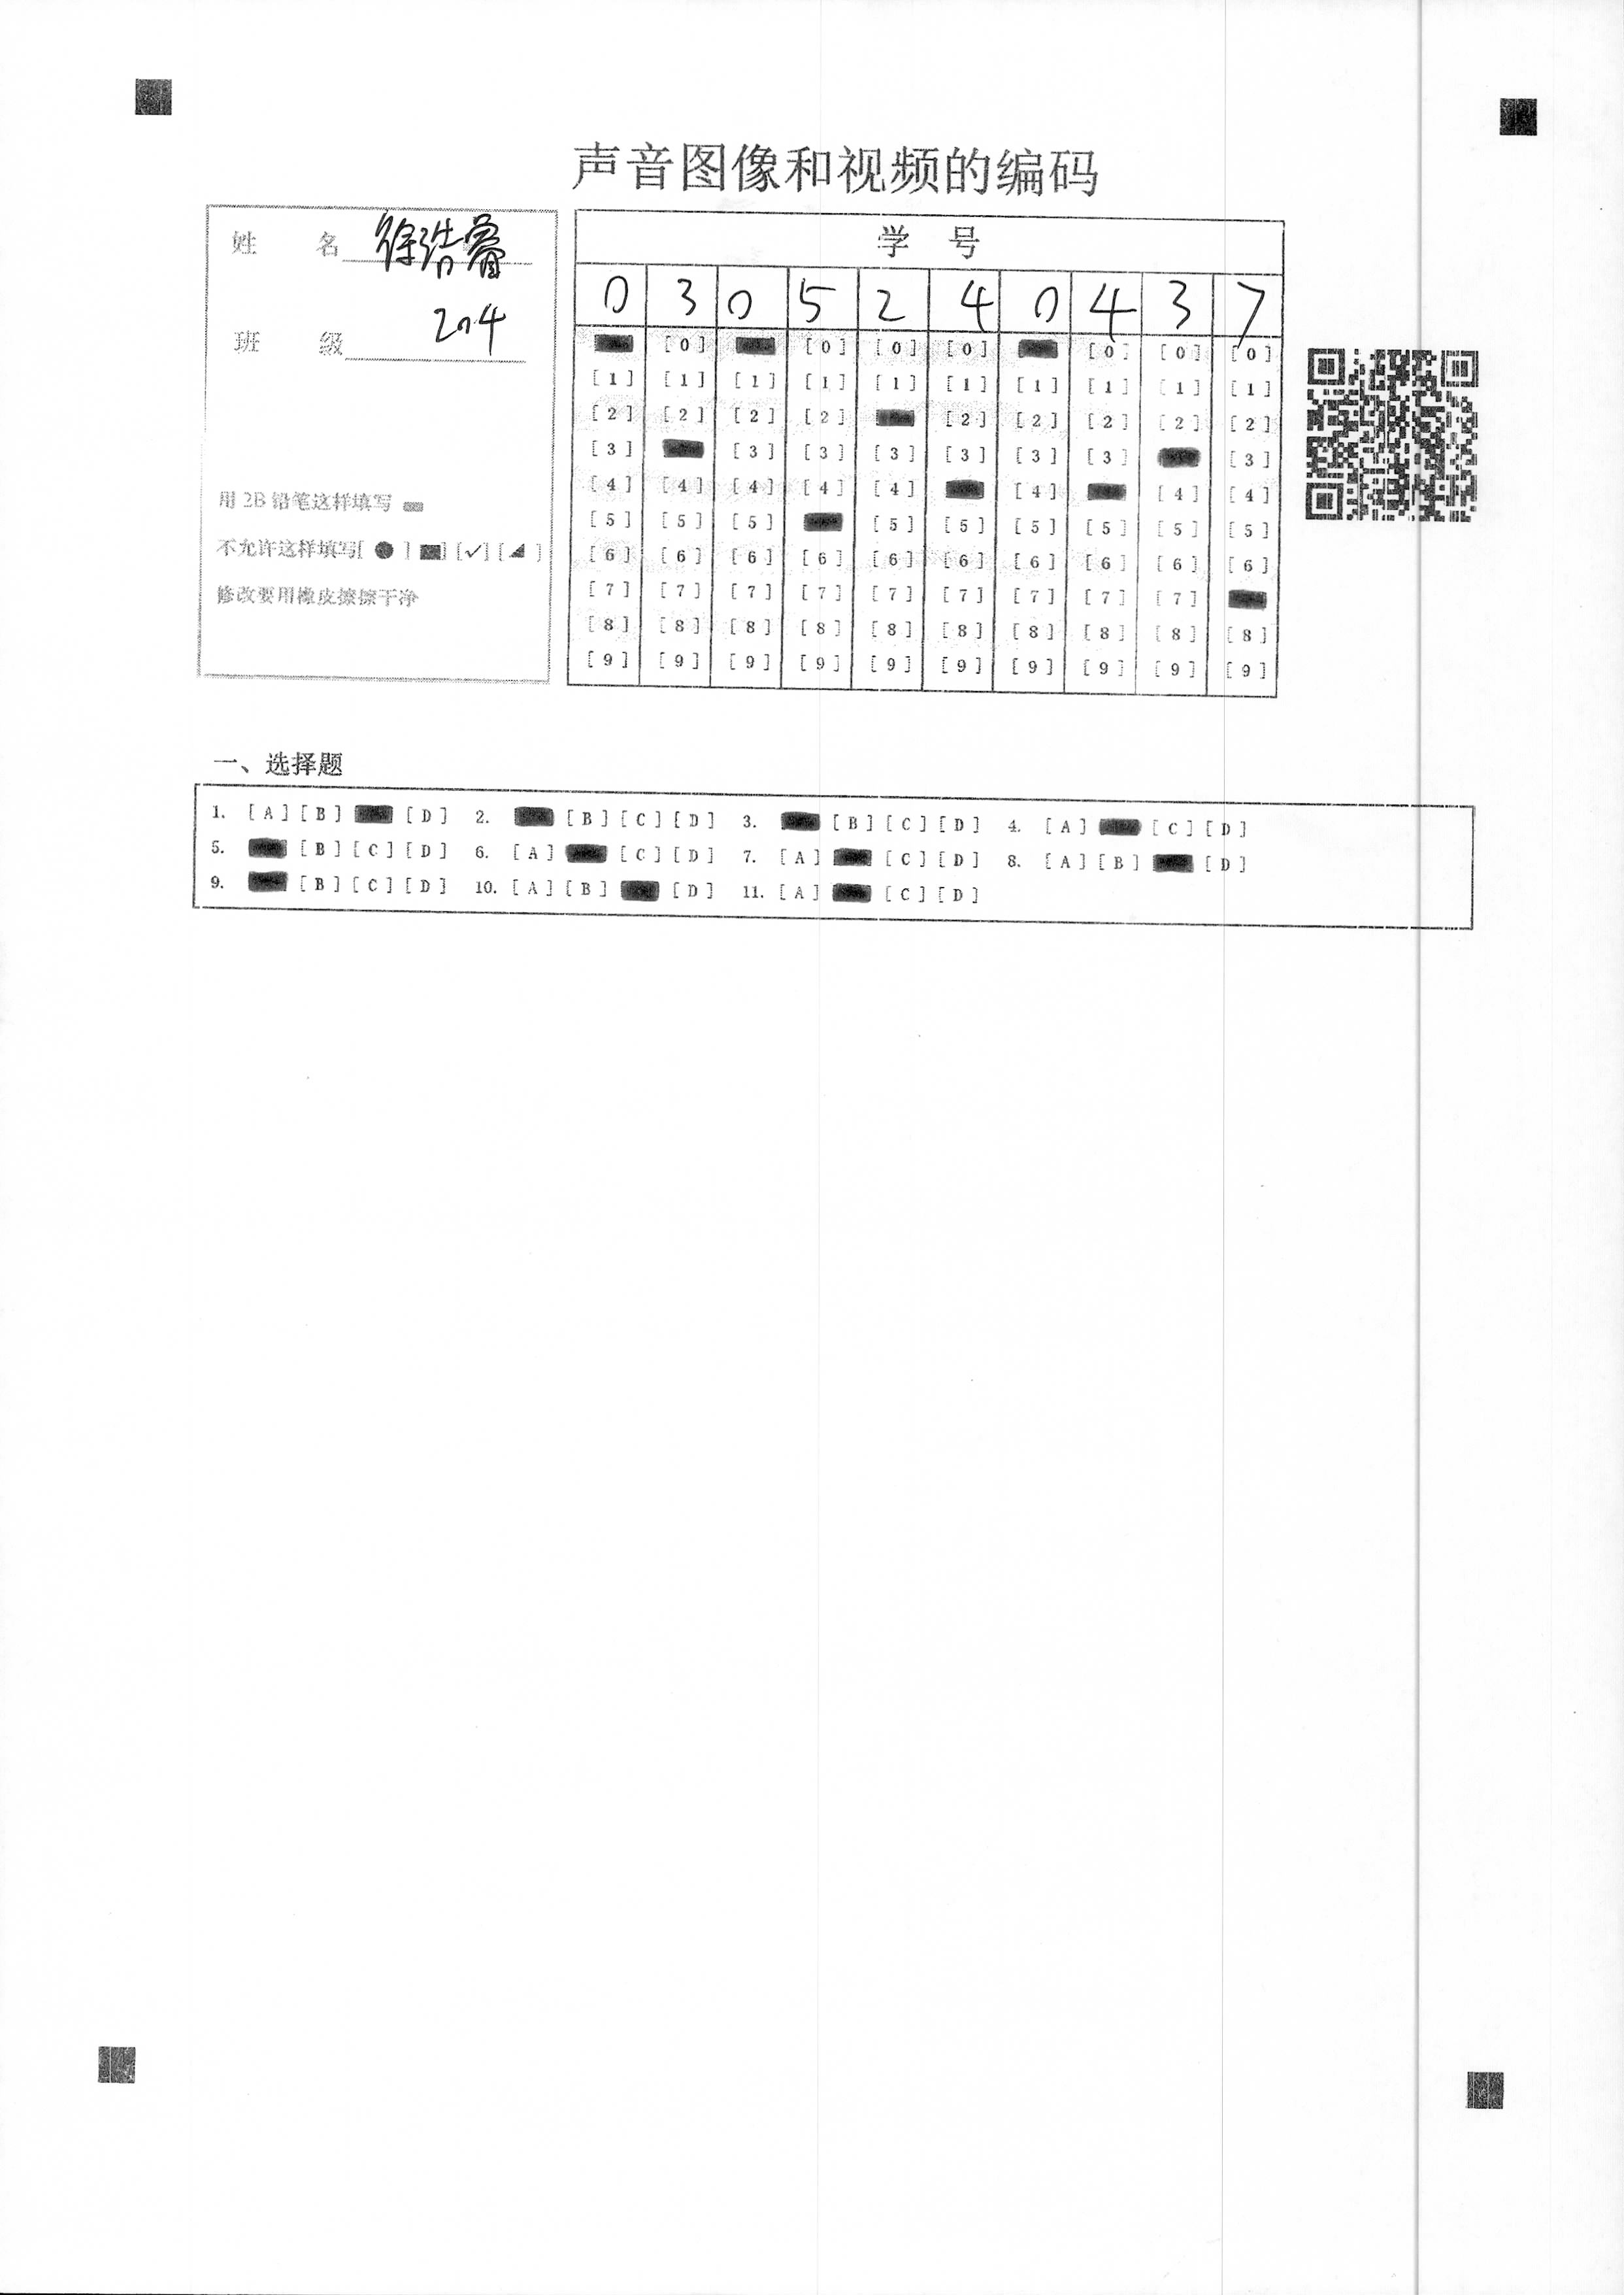 声音图像和视频的编码
姓 名 徐浩睿
班 级 204
用 2B 铅笔这样填写
不允许这样填写[ ● ] [■] [✓] [◢ ]
修改要用橡皮擦擦干净
学 号
0 3 0 5 2 4 0 4 3 7
[0] [0] [0] [0] [0] [0] [0]
[1] [1] [1] [1] [1] [1] [1] [1] [1] [1]
[2] [2] [2] [2] [2] [2] [2] [2] [2]
[3] [3] [3] [3] [3] [3] [3] [3]
[4] [4] [4] [4] [4] [4] [4] [4]
[5] [5] [5] [5] [5] [5] [5] [5] [5]
[6] [6] [6] [6] [6] [6] [6] [6] [6] [6]
[7] [7] [7] [7] [7] [7] [7] [7] [7]
[8] [8] [8] [8] [8] [8] [8] [8] [8] [8]
[9] [9] [9] [9] [9] [9] [9] [9] [9] [9]
一、选择题
1. [A] [B] [D] 2. [B] [C] [D] 3. [B] [C] [D] 4. [A] [C] [D]
5. [B] [C] [D] 6. [A] [C] [D] 7. [A] [C] [D] 8. [A] [B] [D]
9. [B] [C] [D] 10. [A] [B] [D] 11. [A] [C] [D]